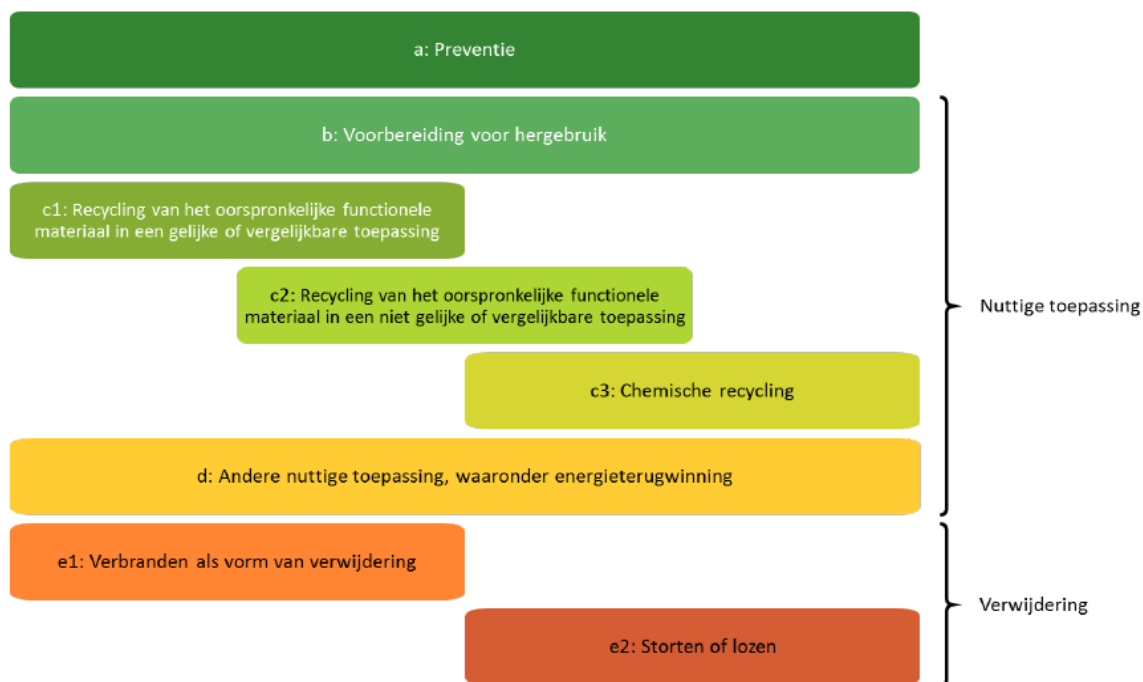 a: Preventie
b: Voorbereiding voor hergebruik
c1: Recycling van het oorspronkelijke functionele
materiaal in een gelijke of vergelijkbare toepassing
c2: Recycling van het oorspronkelijke functionele
materiaal in een niet gelijke of vergelijkbare toepassing
Nuttige toepassing
c3: Chemische recycling
d: Andere nuttige toepassing, waaronder energieterugwinning
e1: Verbranden als vorm van verwijdering
Verwijdering
e2: Storten of lozen